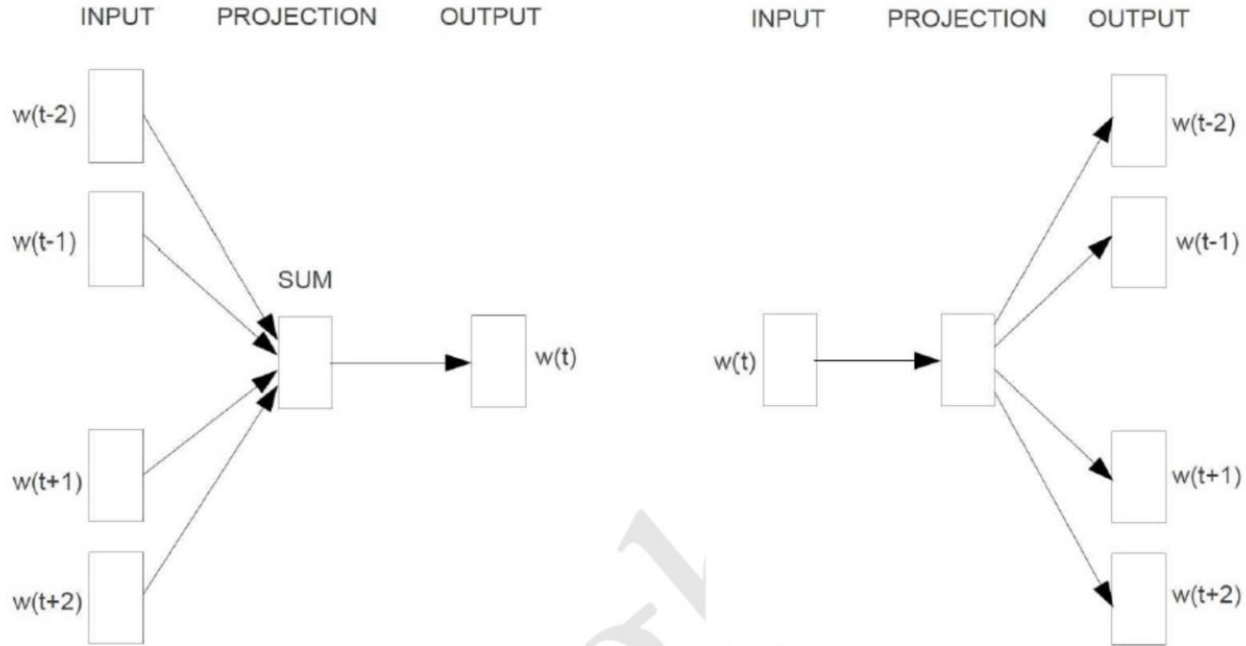 INPUT PROJECTION OUTPUT
w(t-2)
w(t-1)
SUM
w(t)
w(t+1)
w(t+2)
INPUT PROJECTION OUTPUT
w(t-2)
w(t-1)
w(t)
w(t+1)
w(t+2)